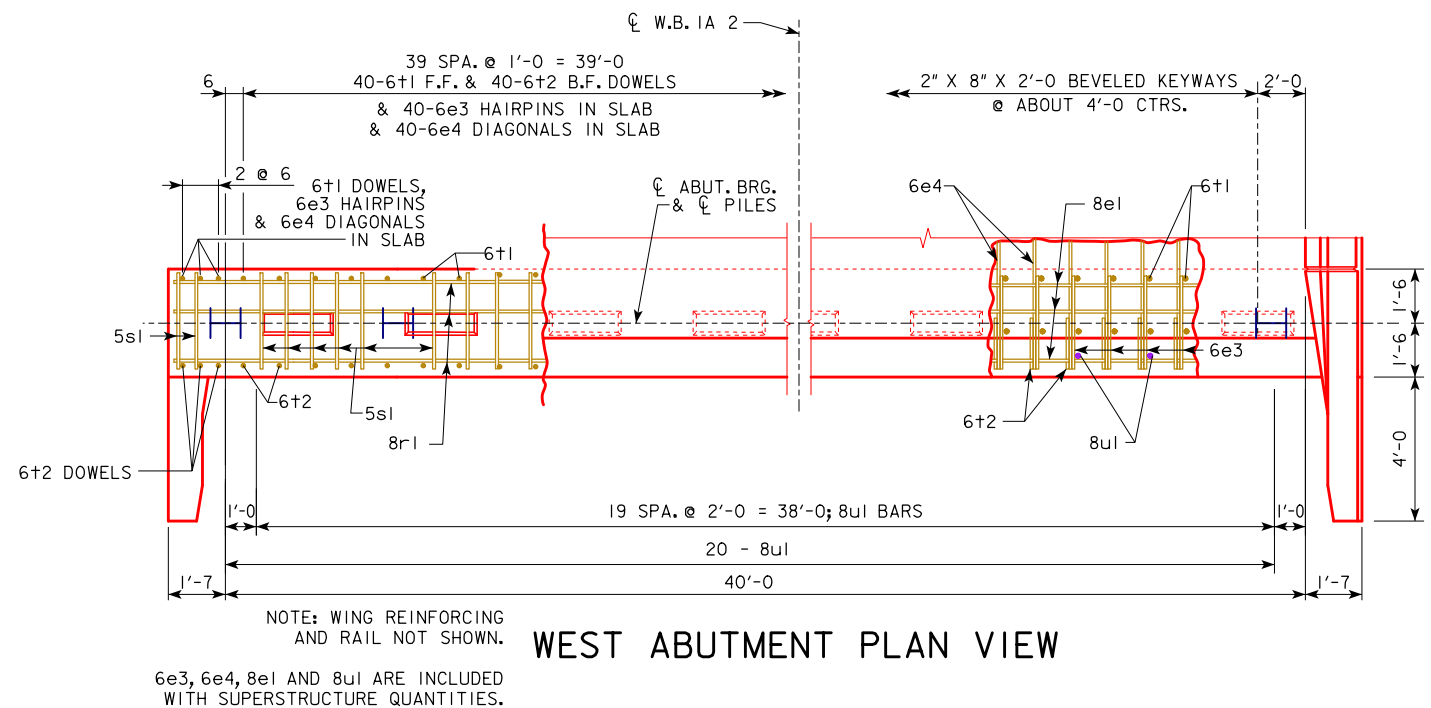 ℄ W.B. IA 2
39 SPA. @ 1'-0 = 39'-0
6
40-6t1 F.F. & 40-6t2 B.F. DOWELS
& 40-6e3 HAIRPINS IN SLAB
& 40-6e4 DIAGONALS IN SLAB
2" X 8" X 2'-0 BEVELED KEYWAYS
@ ABOUT 4'-0 CTRS.
2'-0
2 @ 6
6t1 DOWELS,
6e3 HAIRPINS
& 6e4 DIAGONALS
IN SLAB
℄ ABUT. BRG.
& ℄ PILES
6e4
8e1
6t1
6t1
1'-6
1'-6
4'-0
5s1
6e3
6t2
5s1
8r1
6t2
8u1
6t2 DOWELS
1'-0
19 SPA. @ 2'-0 = 38'-0; 8u1 BARS
1'-0
20 - 8u1
1'-7
40'-0
1'-7
NOTE: WING REINFORCING
AND RAIL NOT SHOWN.
WEST ABUTMENT PLAN VIEW
6e3, 6e4, 8e1 AND 8u1 ARE INCLUDED
WITH SUPERSTRUCTURE QUANTITIES.